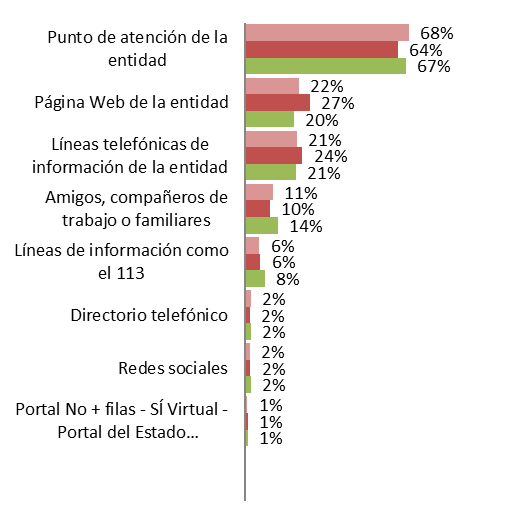 Punto de atención de la
entidad
68%
64%
67%
Página Web de la entidad
22%
27%
20%
Líneas telefónicas de
información de la entidad
21%
24%
21%
Amigos, compañeros de
trabajo o familiares
11%
10%
14%
Líneas de información como
el 113
6%
6%
8%
Directorio telefónico
2%
2%
2%
Redes sociales
2%
2%
2%
Portal No + filas - SÍ Virtual -
Portal del Estado...
1%
1%
1%